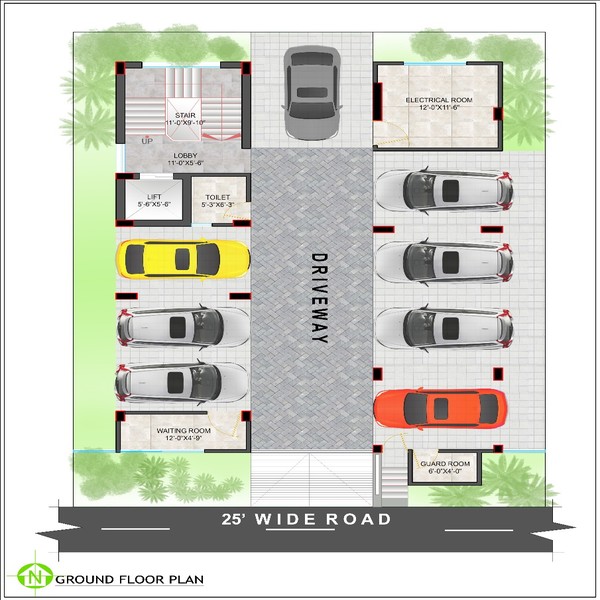 STAIR
11'-0"X9'-10"
UP
LOBBY
11'-0"X5'-6"
LIFT
5'-6"X5'-6"
TOILET
5'-3"X6'-3"
ELECTRICAL ROOM
12'-0"X11'-6"
DRIVEWAY
WAITING ROOM
12'-0"X4'-9"
GUARD ROOM
6'-0"X4'-0"
25' WIDE ROAD
N
GROUND FLOOR PLAN